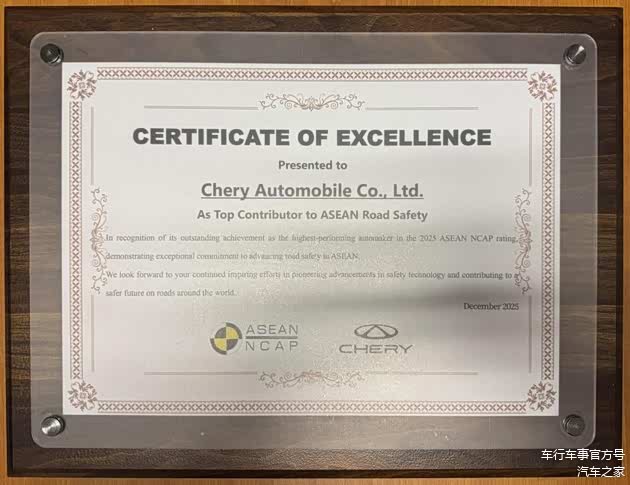 CERTIFICATE OF EXCELLENCE
Presented to
Chery Automobile Co., Ltd.
As Top Contributor to ASEAN Road Safety
In recognition of its outstanding achievement as the highest-performing automaker in the 2025 ASEAN NCAP rating,
demonstrating exceptional commitment to advancing road safety in ASEAN.
We look forward to your continued inspiring efforts in pioneering advancements in safety technology and contributing to a
safer future on roads around the world.
December 2025
ASEAN
NCAP
CHERY
车行车事官方号
汽车之家